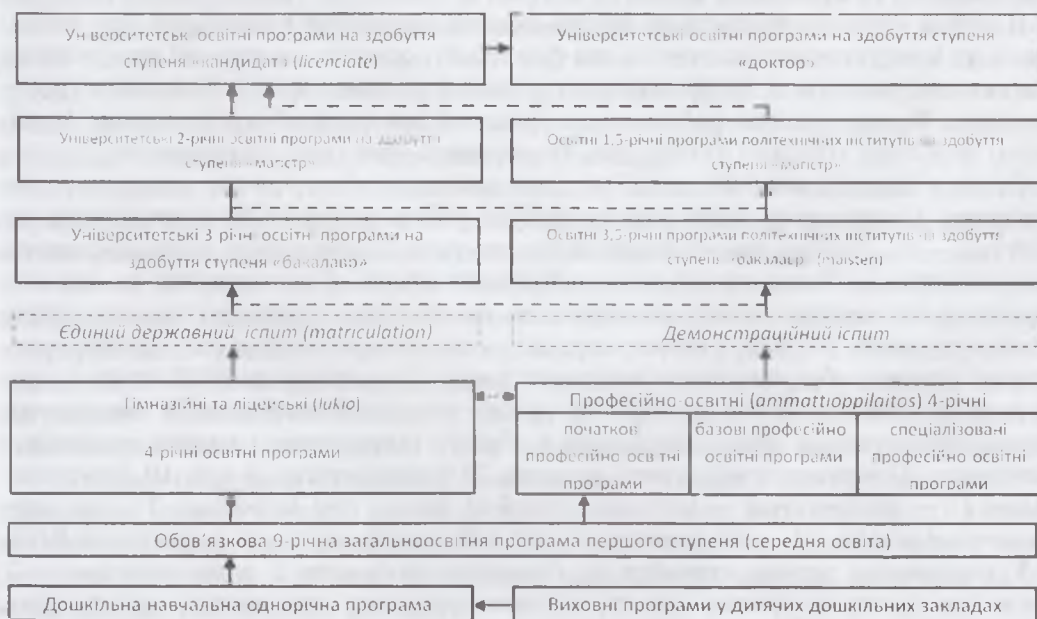 Університетські освітні програми на здобуття
ступеня «кандидат» (licenciate)
Університетські освітні програми на здобуття ступеня
«доктор»
Університетські 2-річні освітні програми на здобуття
ступеня «магістр»
Освітні 1,5-річні програми політехнічних інститутів на здобуття
ступеня «магістр»
Університетські 3 річні освітні програми на
здобуття ступеня «бакалавр»
Освітні 3,5-річні програми політехнічних інститутів на здобуття
ступеня «бакалавр»
Єдиний державний іспит (matriculation)
Демонстраційний іспит
Гімназійні та ліцейські (lukio)
4 річні освітні програми
Професійно освітні (ammattioppilaitos) 4-річні
початкові
професійно освітні
програми
базові професійно
освітні програми
спеціалізовані
професійно освітні
програми
Обов'язкова 9-річна загальноосвітня програма першого ступеня (середня освіта)
Дошкільна навчальна однорічна програма
Виховні програми у дитячих дошкільних закладах